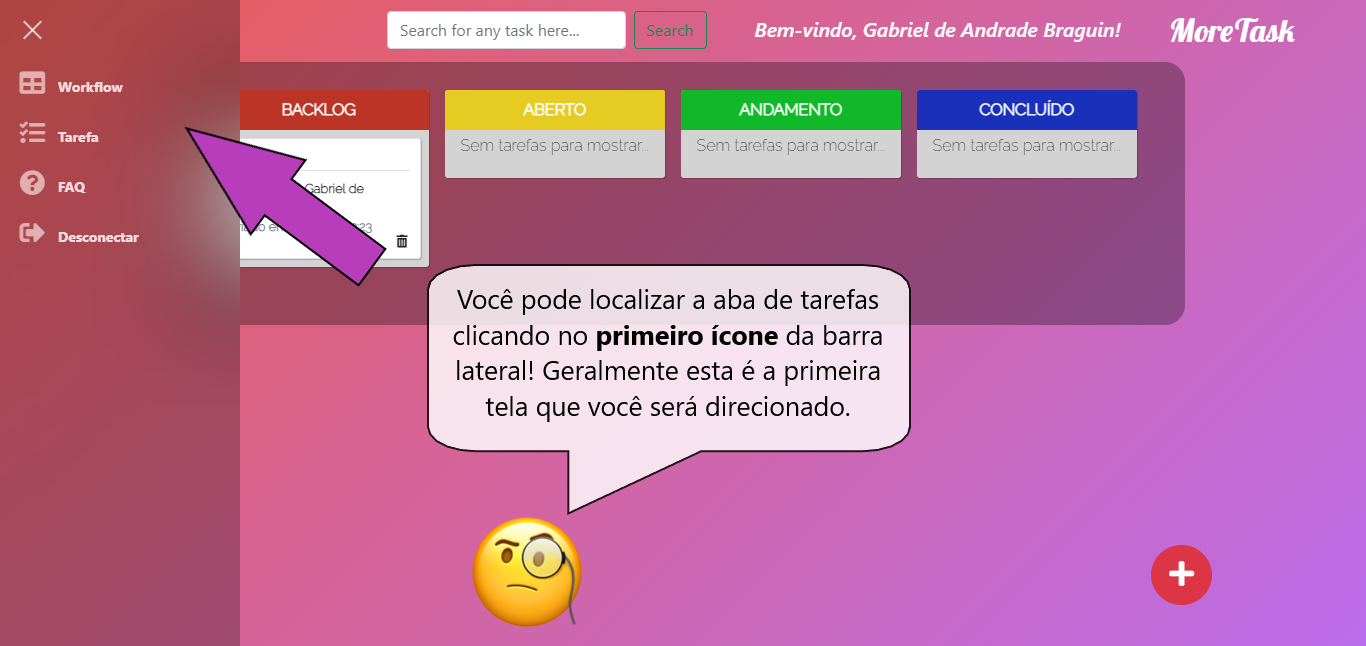 Search for any task here...
Search
Bem-vindo, Gabriel de Andrade Braguin!
MoreTask
Workflow
Tarefa
FAQ
Desconectar
BACKLOG
ABERTO
ANDAMENTO
CONCLUÍDO
Sem tarefas para mostrar...
Sem tarefas para mostrar...
Sem tarefas para mostrar...
Gabriel de
Você pode localizar a aba de tarefas
clicando no primeiro ícone da barra
lateral! Geralmente esta é a primeira
tela que você será direcionado.